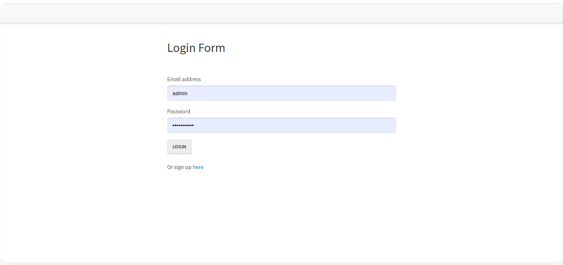 Login Form
Email address
admin
Password
•••••••••••
LOGIN
Or sign up here